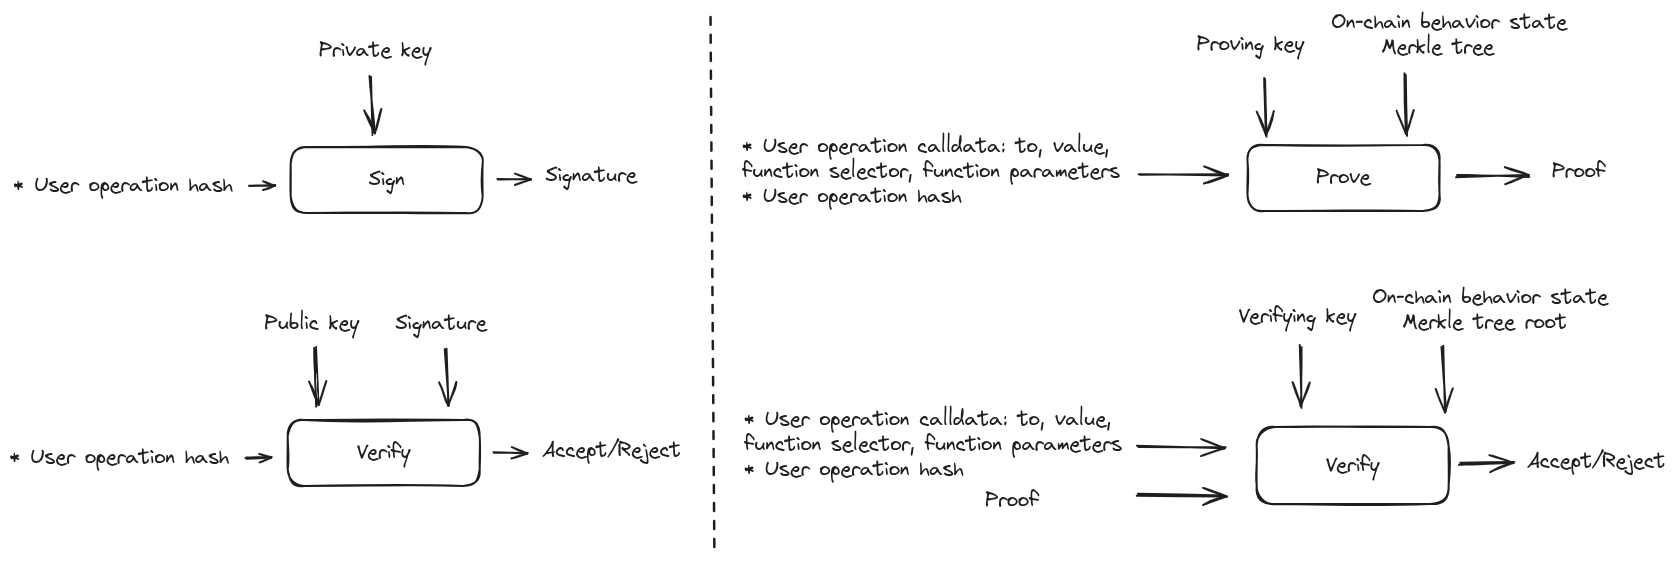 Private key
* User operation hash
Sign
Signature
Public key
Signature
* User operation hash
Verify
Accept/Reject
Proving key
On-chain behavior state
Merkle tree
* User operation calldata: to, value,
function selector, function parameters
* User operation hash
Prove
Proof
Verifying key
On-chain behavior state
Merkle tree root
* User operation calldata: to, value,
function selector, function parameters
* User operation hash
Proof
Verify
Accept/Reject